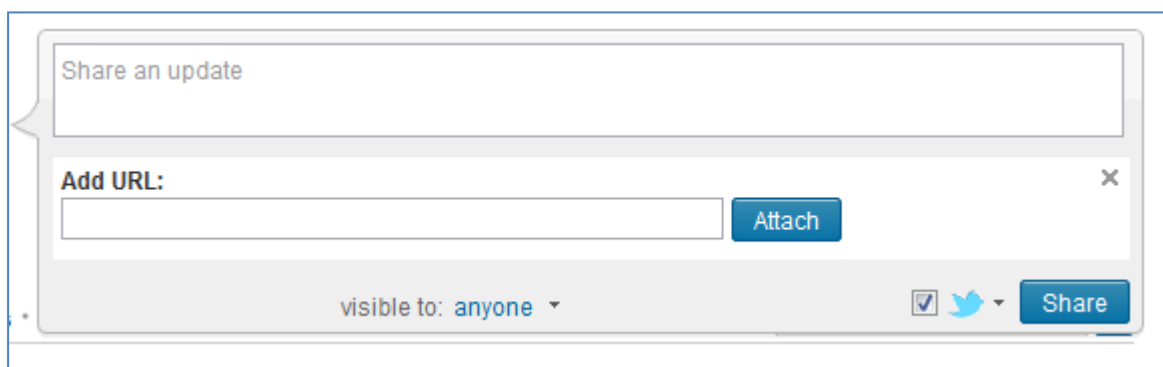 Share an update
Add URL:
Attach
visible to: anyone
Share